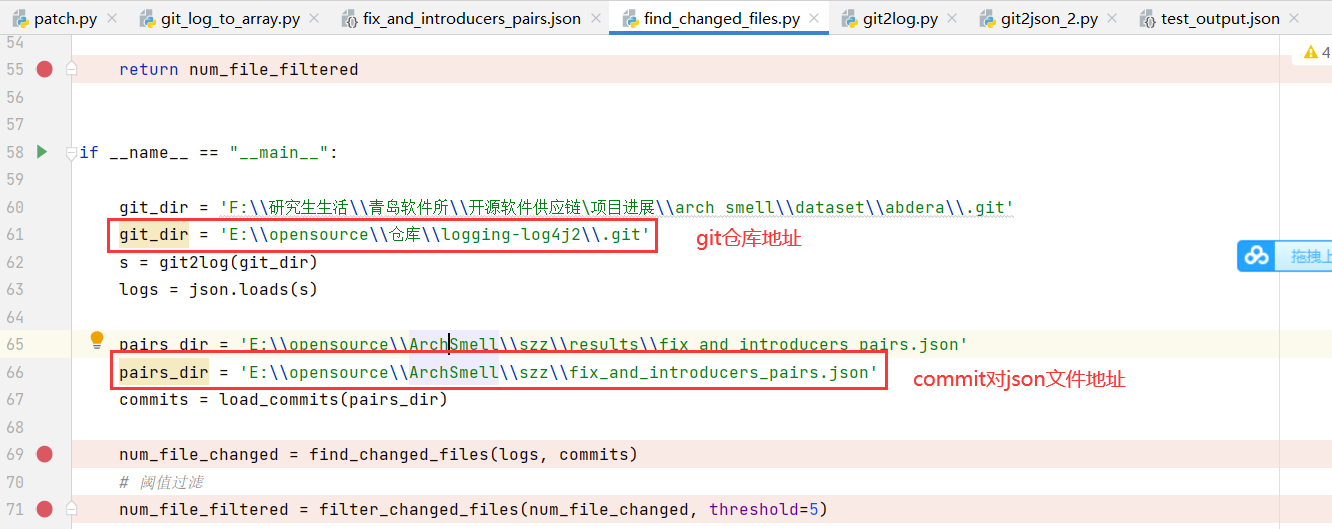 patch.py
git_log_to_array.py
fix_and_introducers_pairs.json
find_changed_files.py
git2log.py
git2json_2.py
test_output.json
54
4
55 return num_file_filtered
56
57
58 if __name__ == "__main__":
59
60 git_dir = 'F:\\研究生生活\\青岛软件所\\开源软件供应链\项目进展\\arch smell\\dataset\\abdera\\.git'
61 git_dir = 'E:\\opensource\\仓库\\logging-log4j2\\.git'
git仓库地址
62 s = git2log(git_dir)
拖拽上
63 logs = json.loads(s)
64
65 pairs_dir = 'E:\\opensource\\ArchSmell\\szz\\results\\fix_and_introducers_pairs.json'
66 pairs_dir = 'E:\\opensource\\ArchSmell\\szz\\fix_and_introducers_pairs.json'
commit对json文件地址
67 commits = load_commits(pairs_dir)
68
69 num_file_changed = find_changed_files(logs, commits)
70 # 阈值过滤
71 num_file_filtered = filter_changed_files(num_file_changed, threshold=5)